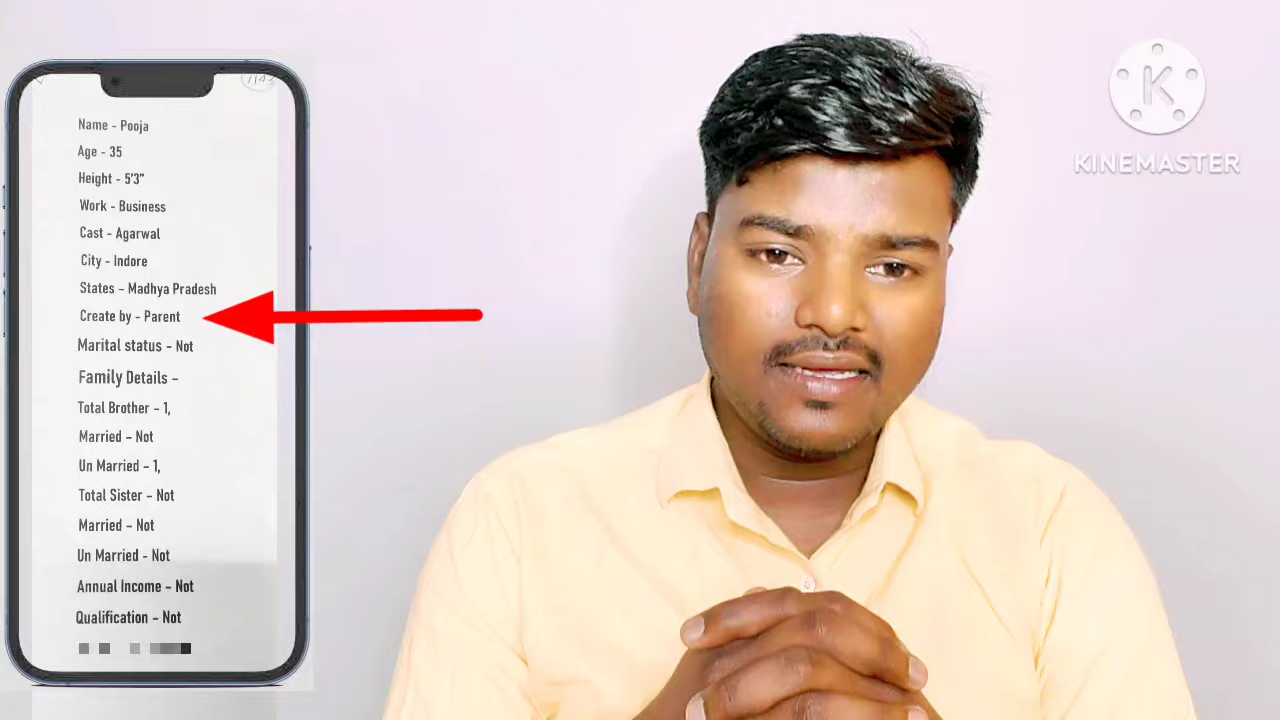 Name - Pooja
Age - 35
Height - 5'3"
Work - Business
Cast - Agarwal
City - Indore
States - Madhya Pradesh
Create by - Parent
Marital status - Not
Family Details -
Total Brother - 1,
Married - Not
Un Married - 1,
Total Sister - Not
Married - Not
Un Married - Not
Annual Income - Not
Qualification - Not
K
KINEMASTER